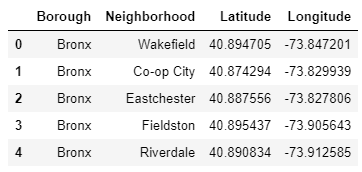 Borough Neighborhood Latitude Longitude
0 Bronx Wakefield 40.894705 -73.847201
1 Bronx Co-op City 40.874294 -73.829939
2 Bronx Eastchester 40.887556 -73.827806
3 Bronx Fieldston 40.895437 -73.905643
4 Bronx Riverdale 40.890834 -73.912585